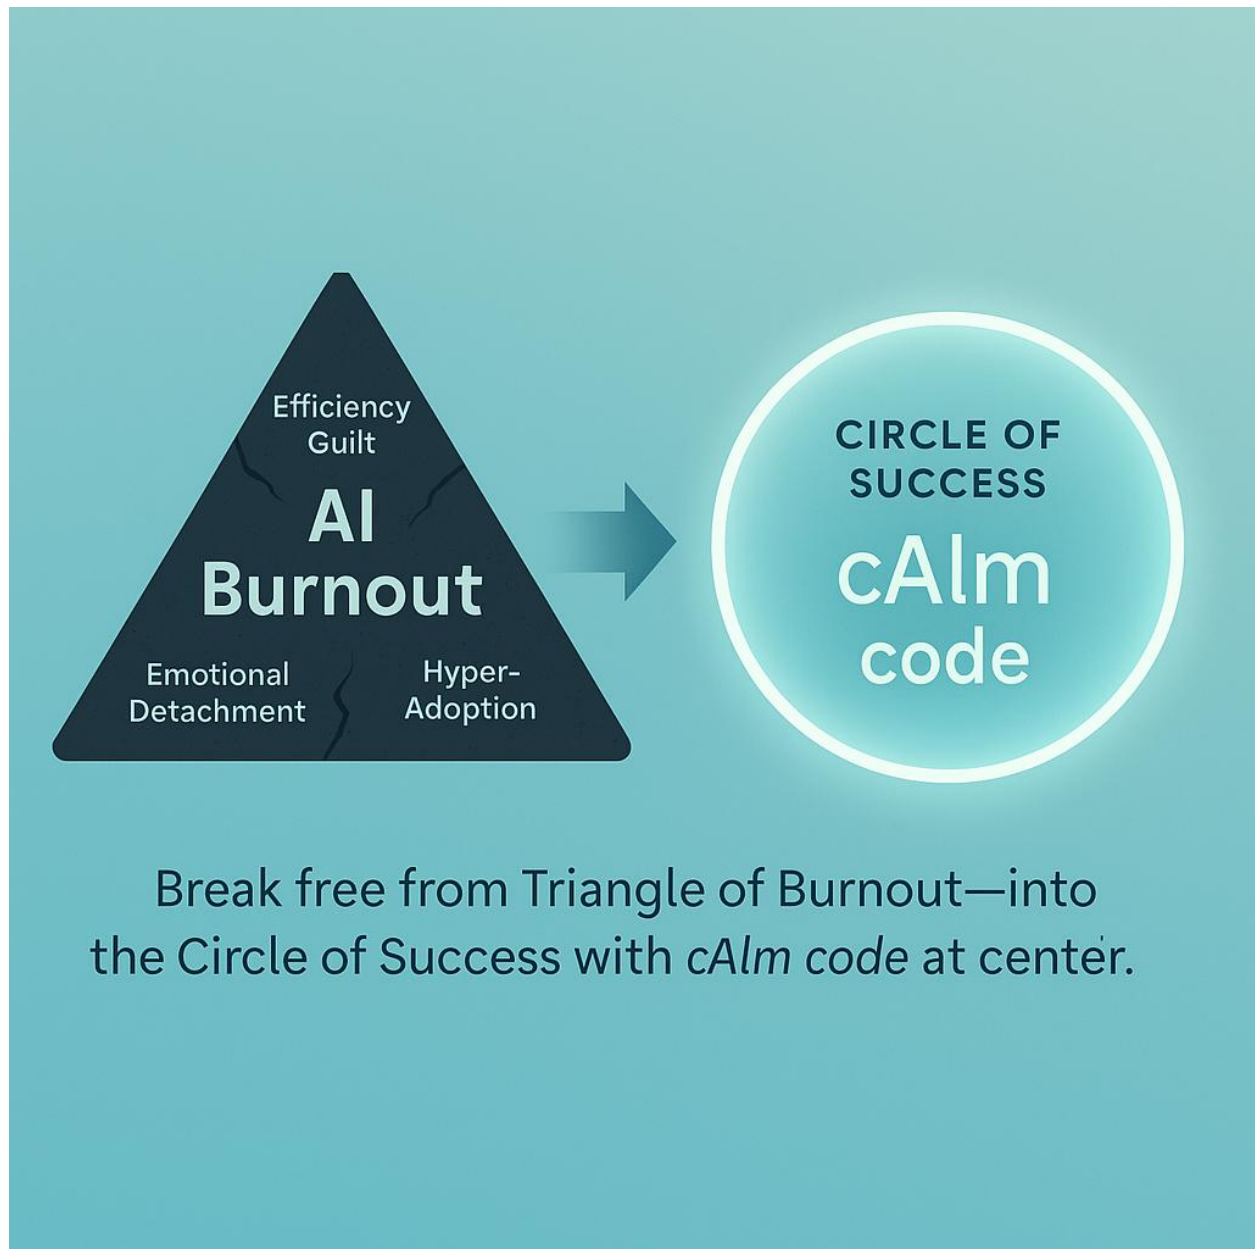 Efficiency
Guilt
AI
Burnout
Emotional
Detachment
Hyper-
Adoption
CIRCLE OF
SUCCESS
cAlm
code
Break free from Triangle of Burnout—into
the Circle of Success with cAlm code at center.